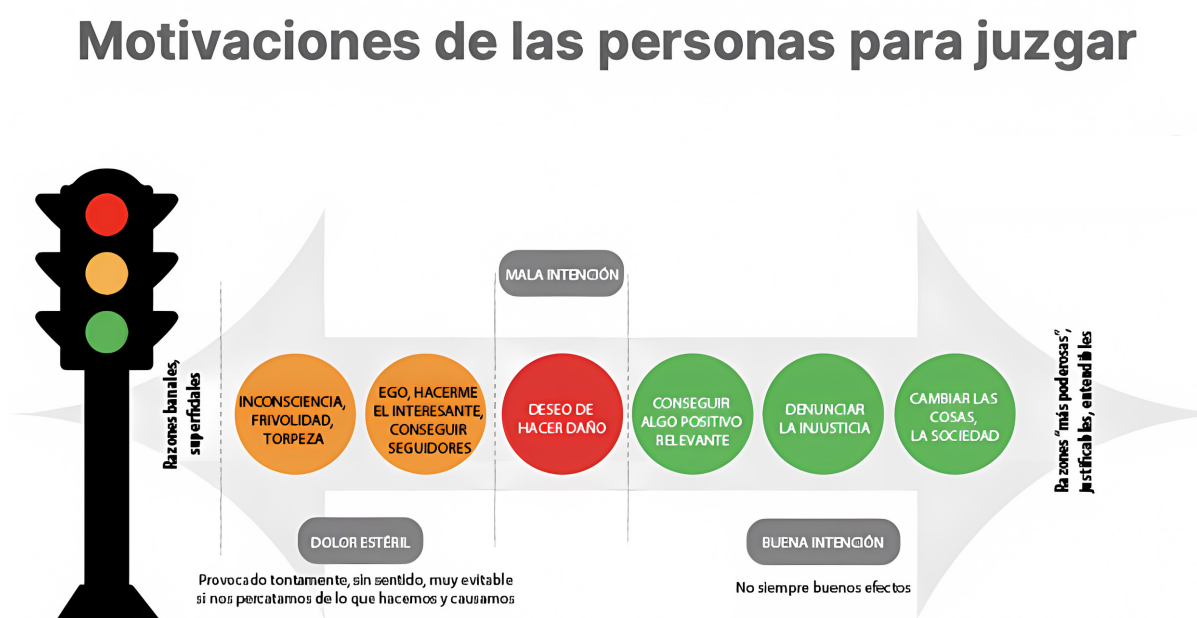 Motivaciones de las personas para juzgar
MALA INTENCIÓN
Razones banales,
superficiales
INCONSCIENCIA,
FRIVOLIDAD,
TORPEZA
EGO, HACERME
EL INTERESANTE,
CONSEGUIR
SEGUIDORES
DESEO DE
HACER DAÑO
CONSEGUIR
ALGO POSITIVO
RELEVANTE
DENUNCIAR
LA INJUSTICIA
CAMBIAR LAS
COSAS,
LA SOCIEDAD
Razones “más poderosas”,
justificables, entendibles
DOLOR ESTÉRIL
Provocado tontamente, sin sentido, muy evitable
si nos percatamos de lo que hacemos y causamos
BUENA INTENCIÓN
No siempre buenos efectos